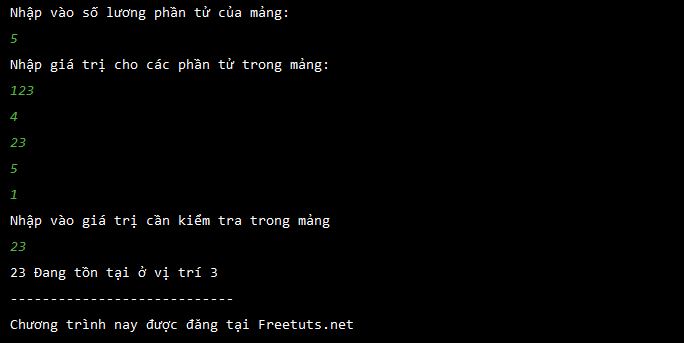 Nhập vào số lương phần tử của mảng:
5
Nhập giá trị cho các phần tử trong mảng:
123
4
23
5
1
Nhập vào giá trị cần kiểm tra trong mảng
23
23 Đang tồn tại ở vị trí 3
----------------------------
Chương trình nay được đăng tại Freetuts.net